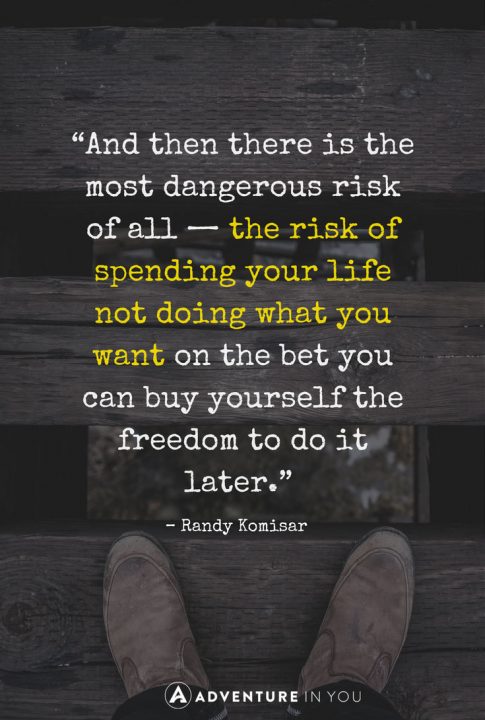 “And then there is the
most dangerous risk
of all — the risk of
spending your life
not doing what you
want on the bet you
can buy yourself the
freedom to do it
later.”
– Randy Komisar
ADVENTURE IN YOU